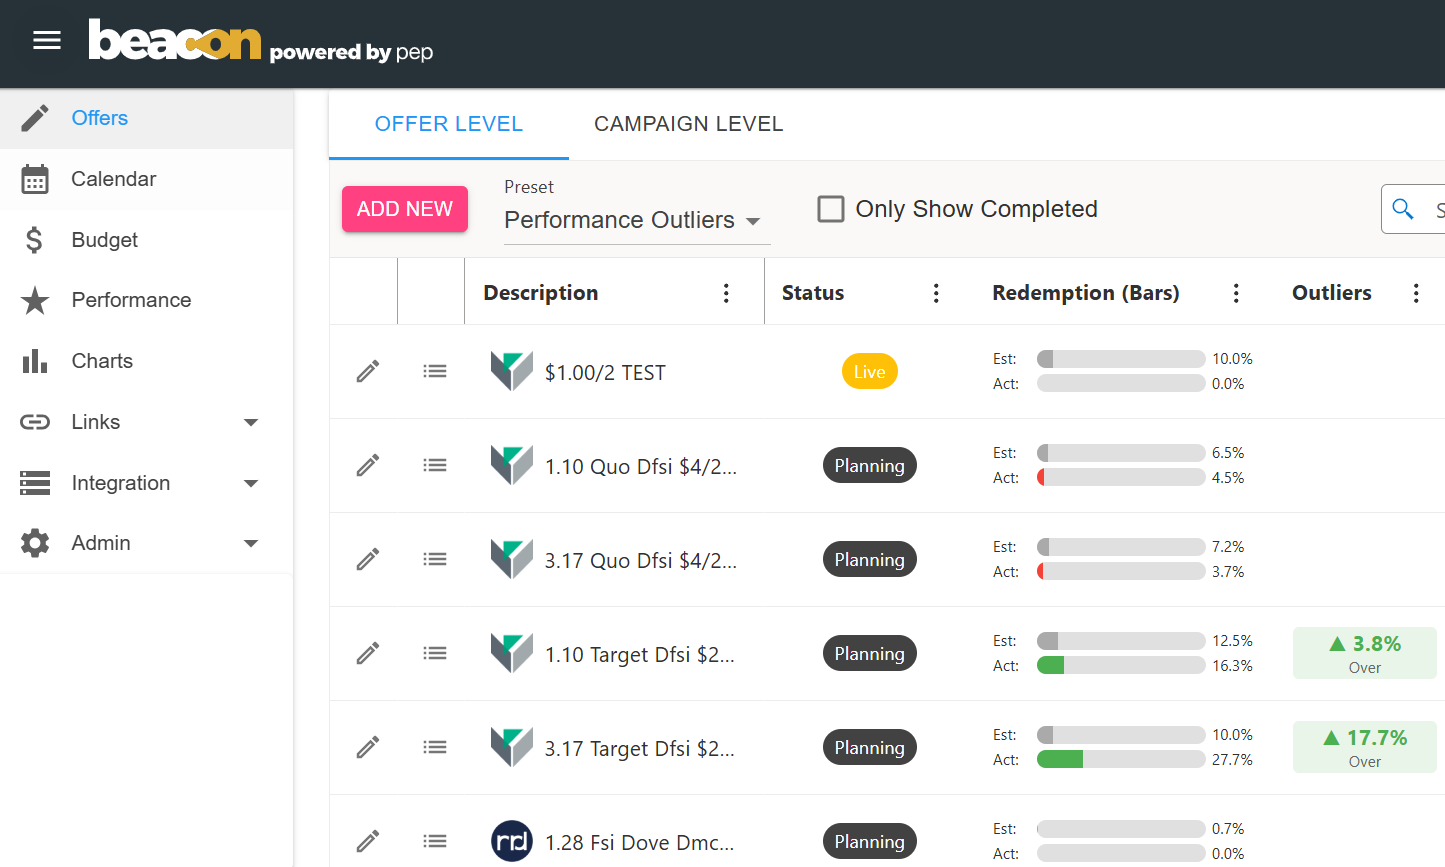 beacon powered by pep
Offers
Calendar
Budget
Performance
Charts
Links
Integration
Admin
OFFER LEVEL CAMPAIGN LEVEL
ADD NEW
Preset
Performance Outliers
Only Show Completed
Description Status Redemption (Bars) Outliers
$1.00/2 TEST Live
Est: 10.0%
Act: 0.0%
1.10 Quo Dfsi $4/2... Planning
Est: 6.5%
Act: 4.5%
3.17 Quo Dfsi $4/2... Planning
Est: 7.2%
Act: 3.7%
1.10 Target Dfsi $2... Planning
Est: 12.5%
Act: 16.3%
▲ 3.8%
Over
3.17 Target Dfsi $2... Planning
Est: 10.0%
Act: 27.7%
▲ 17.7%
Over
rrd 1.28 Fsi Dove Dmc... Planning
Est: 0.7%
Act: 0.0%